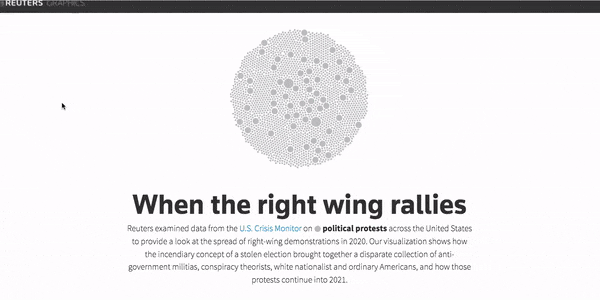 REUTERS GRAPHICS
When the right wing rallies
Reuters examined data from the U.S. Crisis Monitor on political protests across the United States
to provide a look at the spread of right-wing demonstrations in 2020. Our visualization shows how
the incendiary concept of a stolen election brought together a disparate collection of anti-
government militias, conspiracy theorists, white nationalist and ordinary Americans, and how those
protests continue into 2021.